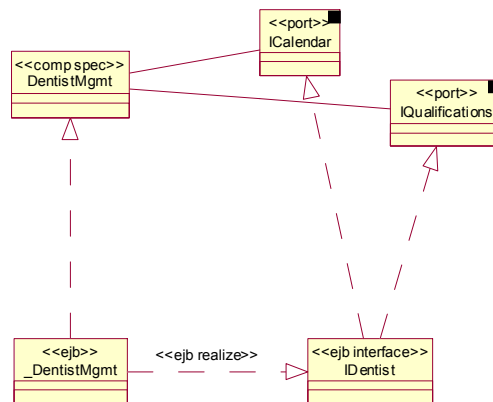 <<port>>
ICalendar
<<comp spec>>
DentistMgmt
<<port>>
IQualifications
<<ejb>>
_DentistMgmt
<<ejb realize>>
<<ejb interface>>
IDentist